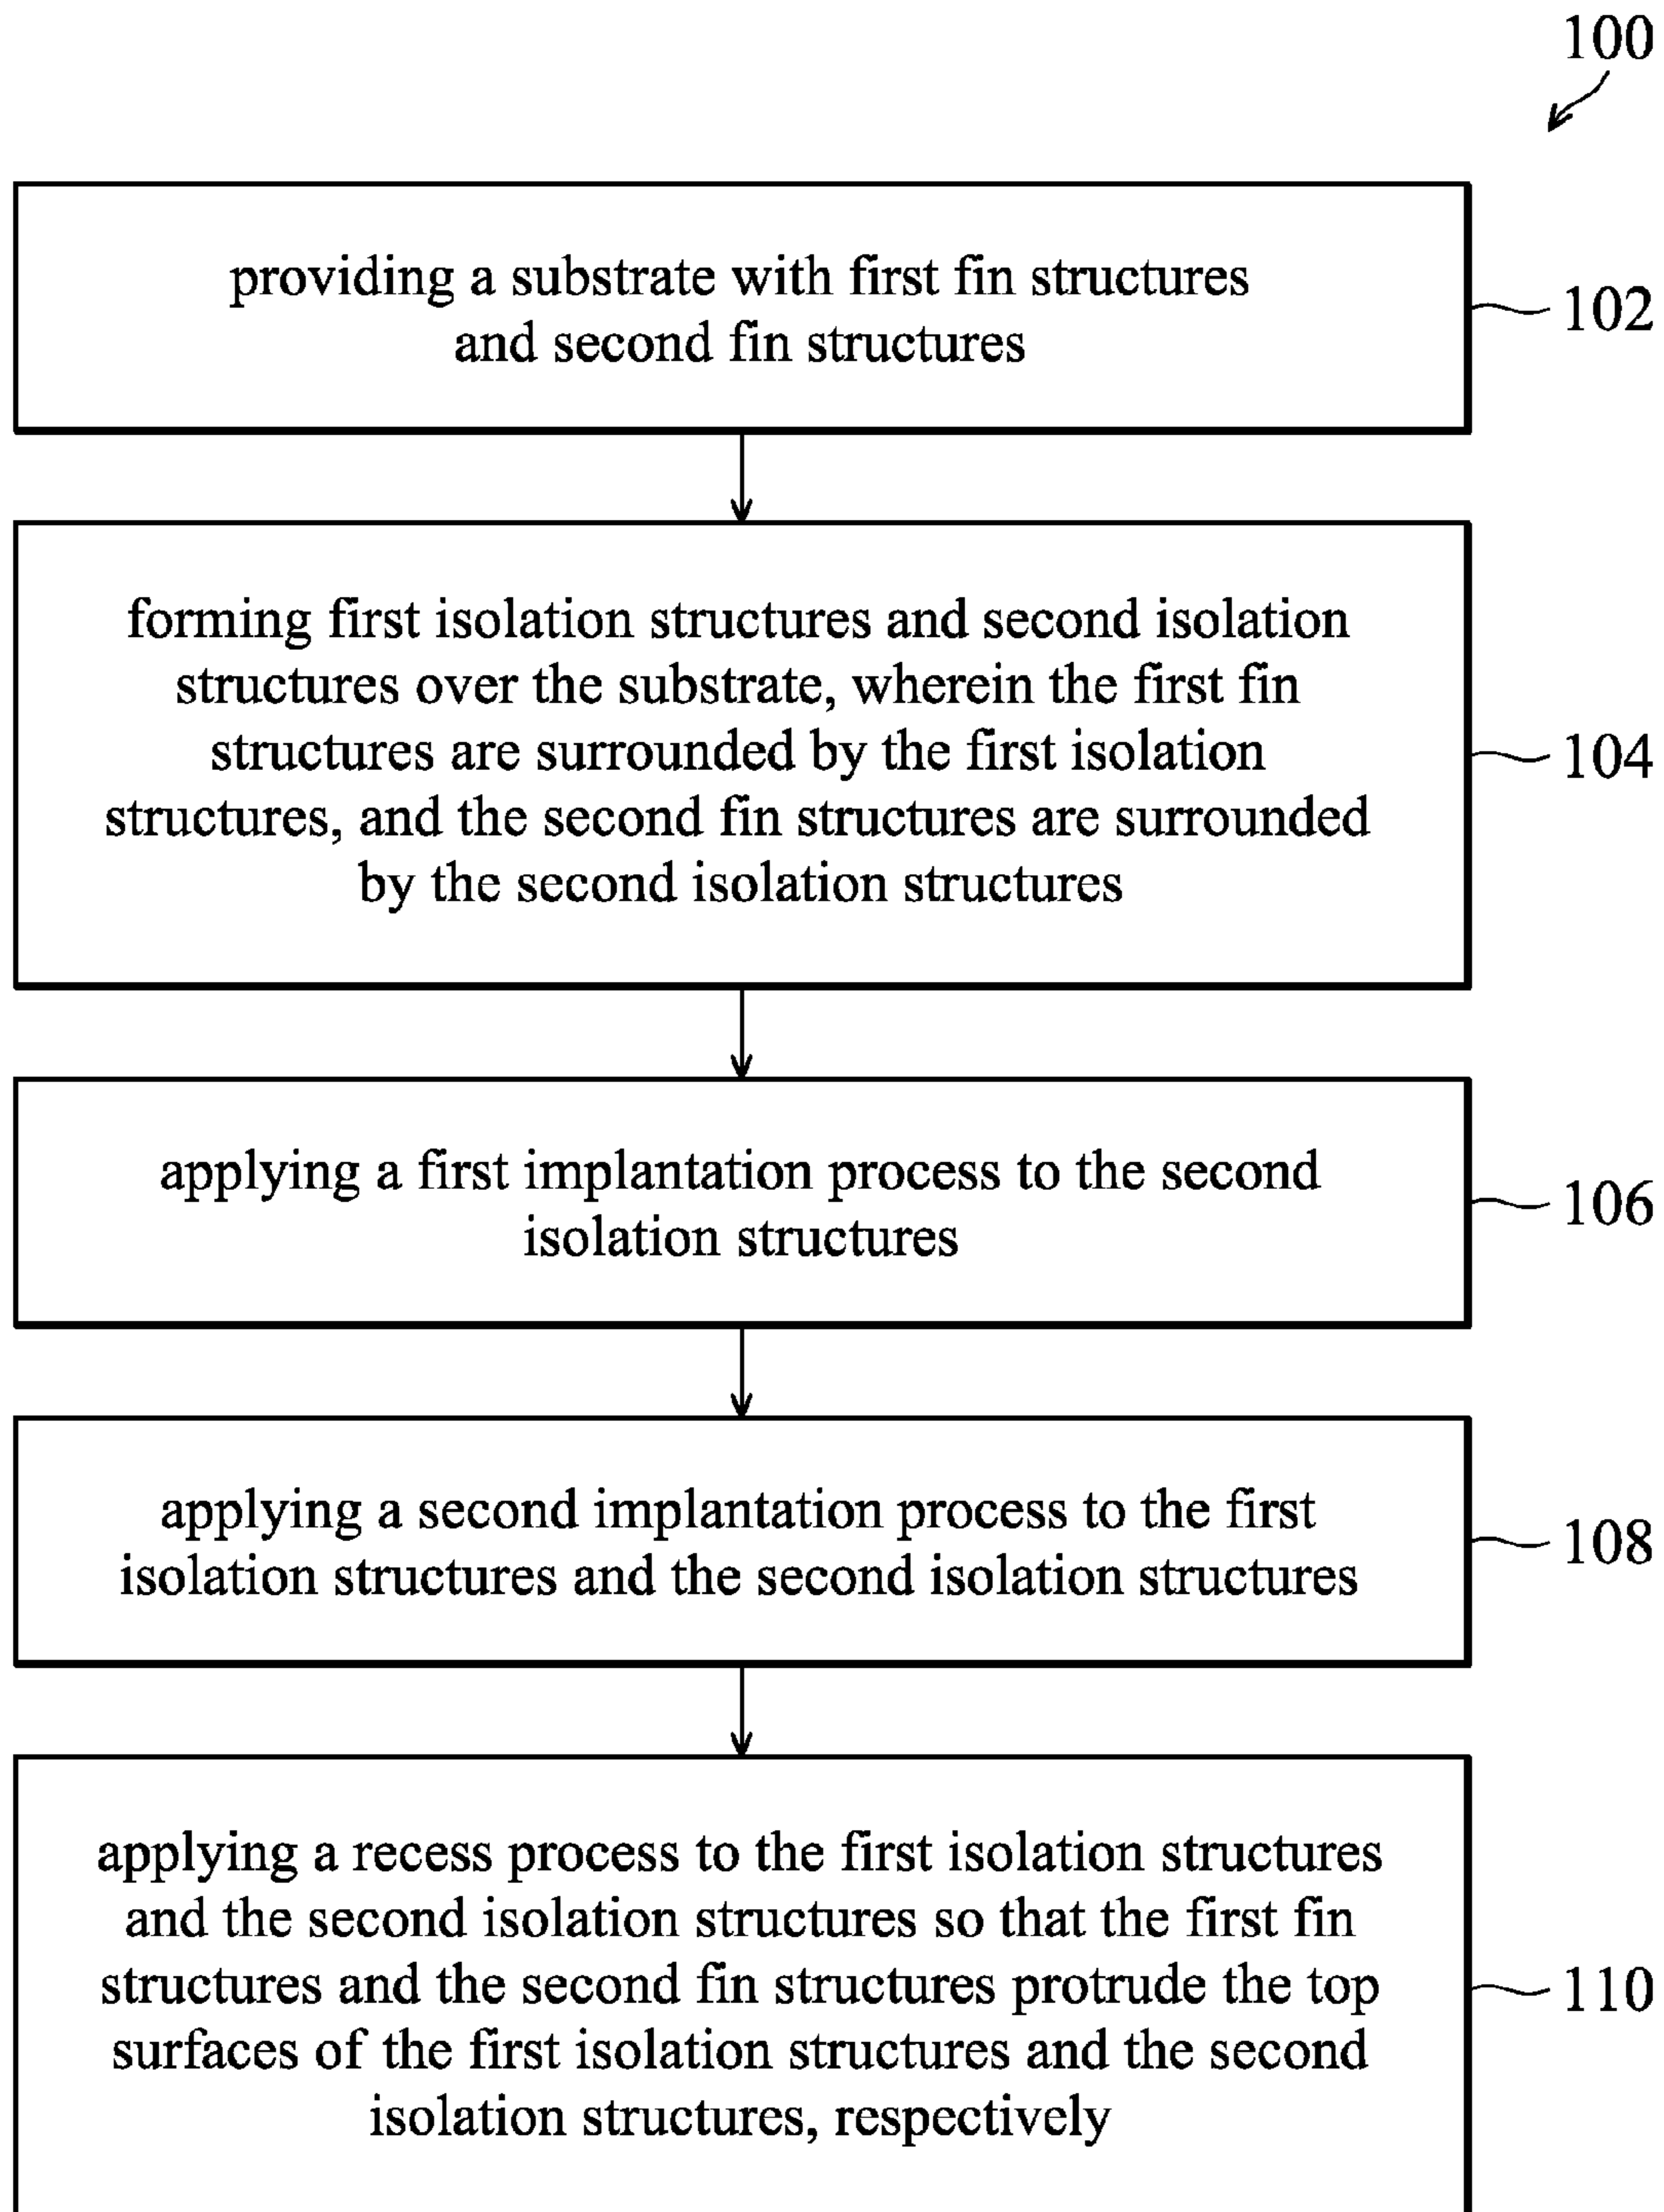 100
providing a substrate with first fin structures
and second fin structures
102
forming first isolation structures and second isolation
structures over the substrate, wherein the first fin
structures are surrounded by the first isolation
structures, and the second fin structures are surrounded
by the second isolation structures
104
applying a first implantation process to the second
isolation structures
106
applying a second implantation process to the first
isolation structures and the second isolation structures
108
applying a recess process to the first isolation structures
and the second isolation structures so that the first fin
structures and the second fin structures protrude the top
surfaces of the first isolation structures and the second
isolation structures, respectively
110